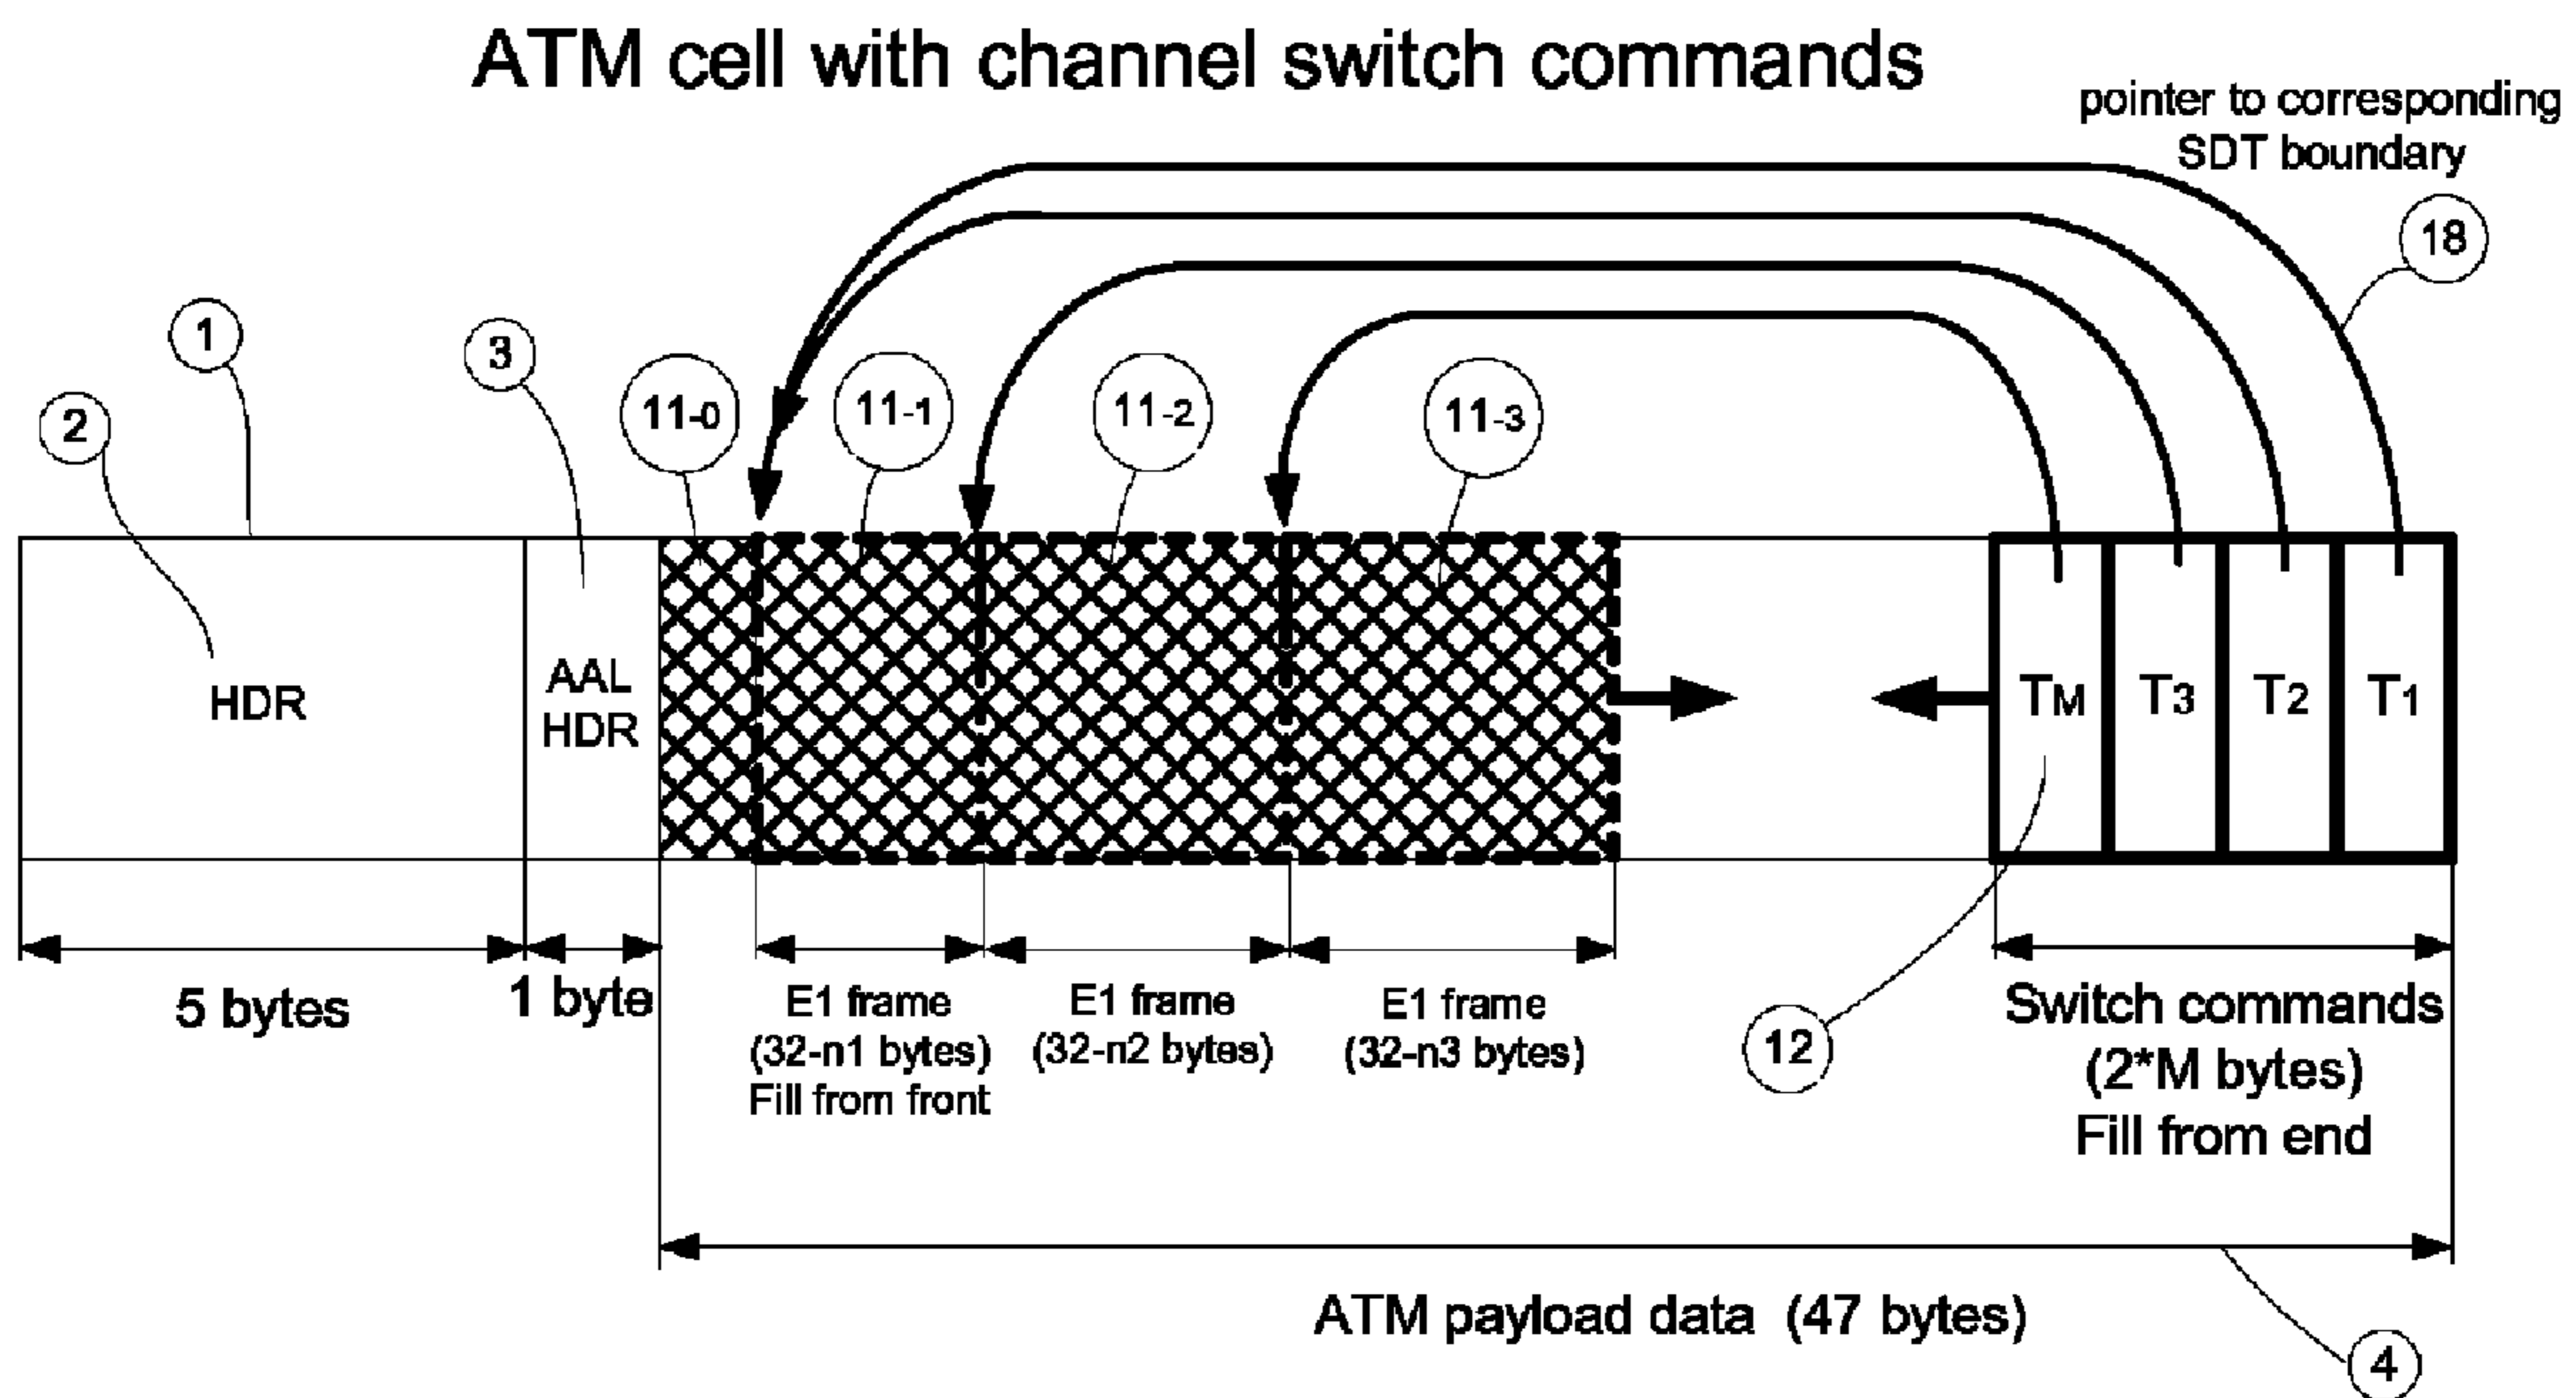 ATM cell with channel switch commands
pointer to corresponding
SDT boundary
18
1
3
2
11-0
11-1
11-2
11-3
HDR
AAL
HDR
TM
T3
T2
T1
5 bytes
1 byte
E1 frame
(32-n1 bytes)
Fill from front
E1 frame
(32-n2 bytes)
E1 frame
(32-n3 bytes)
12
Switch commands
(2*M bytes)
Fill from end
ATM payload data (47 bytes)
4